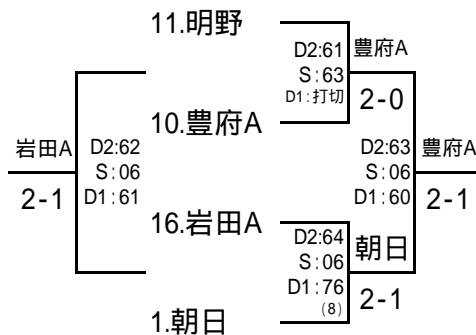 11.明野
D2:61
S:63
D1:打切
豊府A
2-0
10.豊府A
岩田A
2-1
D2:62
S:06
D1:61
D2:63
S:06
D1:60
豊府A
2-1
16.岩田A
D2:64
S:06
D1:76
(8)
朝日
2-1
1.朝日